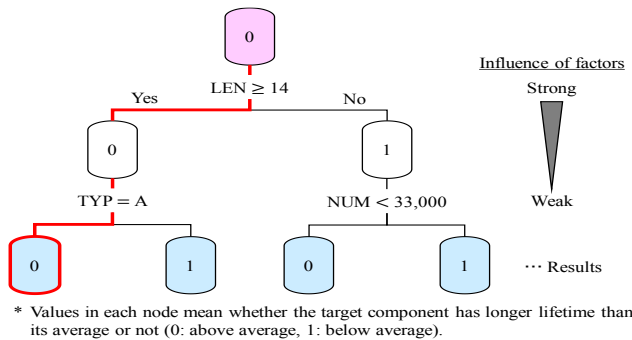 0
Influence of factors
LEN ≥ 14
Strong
Yes
No
0
1
TYP = A
NUM < 33,000
Weak
0
1
0
1
··· Results
* Values in each node mean whether the target component has longer lifetime than
its average or not (0: above average, 1: below average).